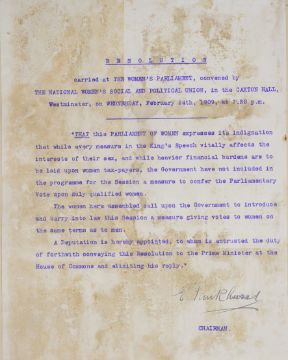 RESOLUTION
carried at THE WOMEN'S PARLIAMENT, convened by
THE NATIONAL WOMEN'S SOCIAL AND POLITICAL UNION, in the CAXTON HALL,
Westminster, on WEDNESDAY, February 24th, 1909, at 7.30 p.m.
"THAT this PARLIAMENT OF WOMEN expresses its indignation
that while every measure in the King's Speech vitally affects the
interests of their sex, and while heavier financial burdens are to
be laid upon women tax-payers, the Government have not included in
the programme for the Session a measure to confer the Parliamentary
Vote upon duly qualified women.
The women here assembled call upon the Government to introduce
and carry into law this Session a measure giving votes to women on
the same terms as to men.
A Deputation is hereby appointed, to whom is entrusted the duty
of forthwith conveying this Resolution to the Prime Minister at the
House of Commons and eliciting his reply."
CHAIRMAN.